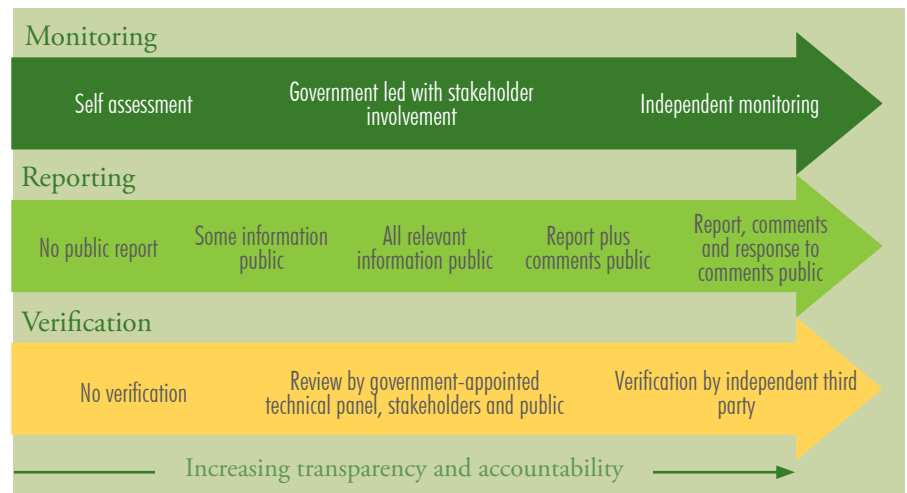 Monitoring
Self assessment
Government led with stakeholder
involvement
Independent monitoring
Reporting
No public report
Some information
public
All relevant
information public
Report plus
comments public
Report, comments
and response to
comments public
Verification
No verification
Review by government-appointed
technical panel, stakeholders and public
Verification by independent third
party
Increasing transparency and accountability